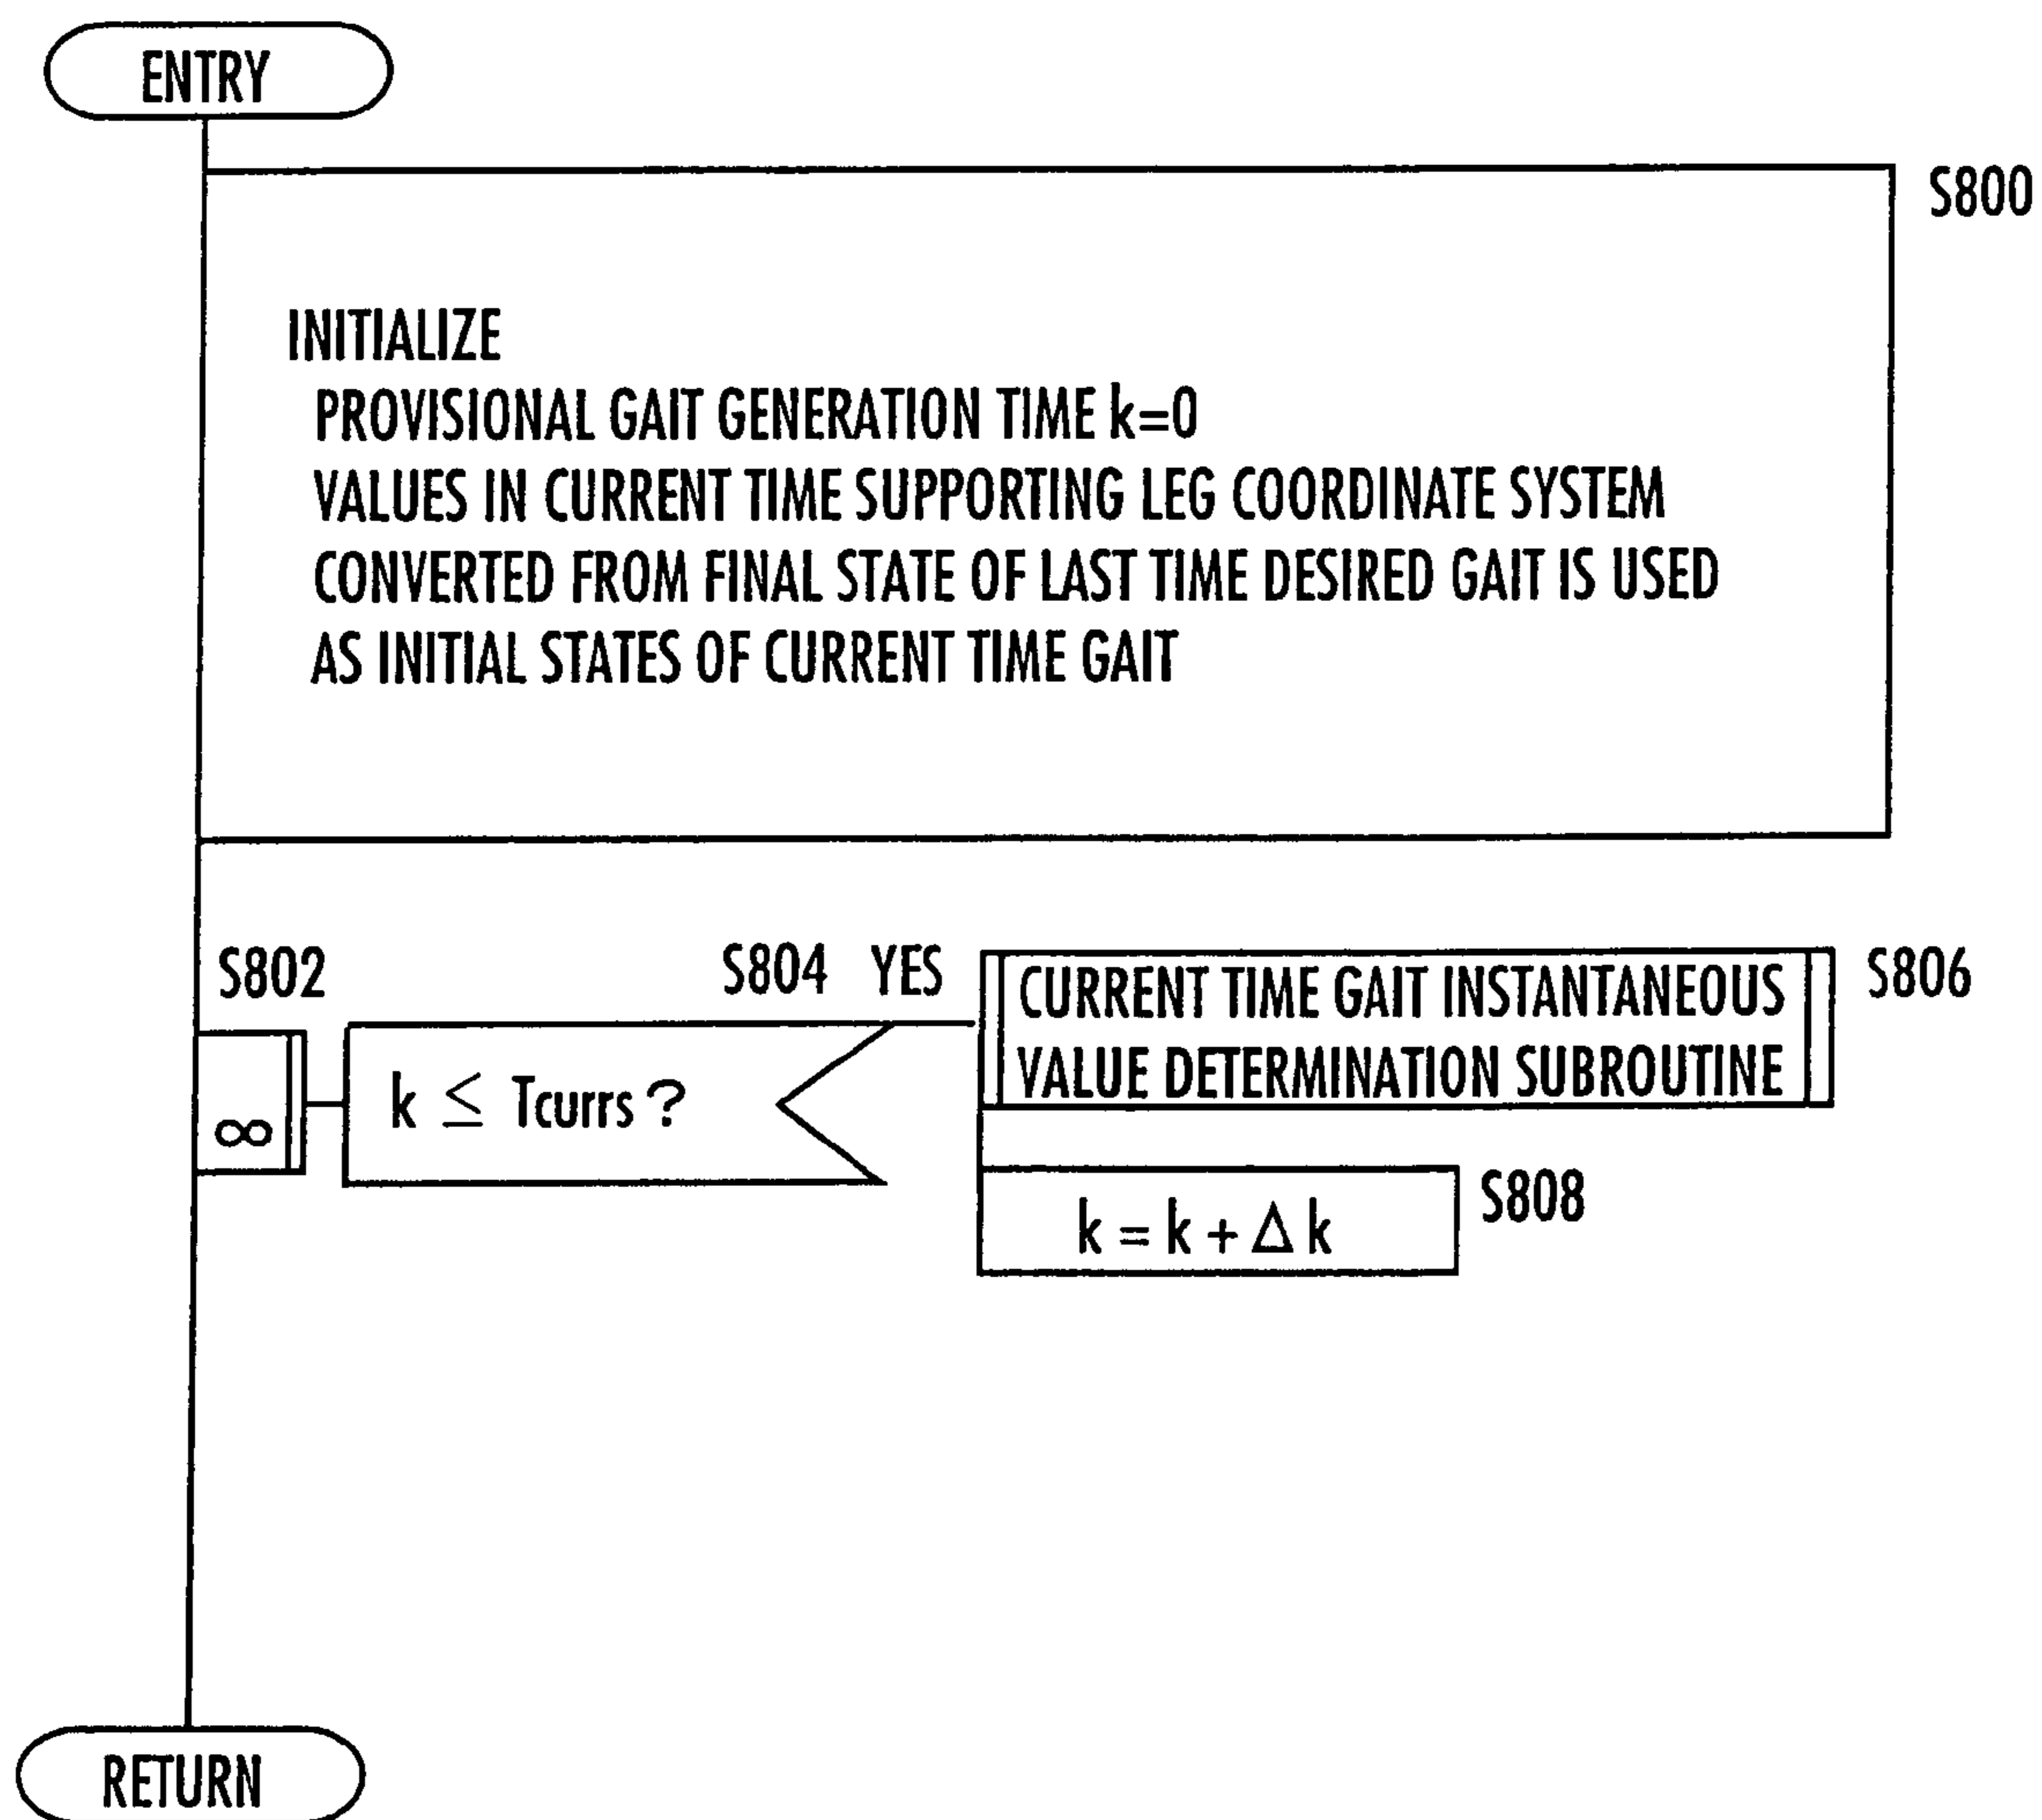 ENTRY
S800
INITIALIZE
PROVISIONAL GAIT GENERATION TIME k=0
VALUES IN CURRENT TIME SUPPORTING LEG COORDINATE SYSTEM
CONVERTED FROM FINAL STATE OF LAST TIME DESIRED GAIT IS USED
AS INITIAL STATES OF CURRENT TIME GAIT
S802
∞
S804 YES
k ≤ Tcurrs ?
CURRENT TIME GAIT INSTANTANEOUS
VALUE DETERMINATION SUBROUTINE
S806
k = k + Δ k
S808
RETURN